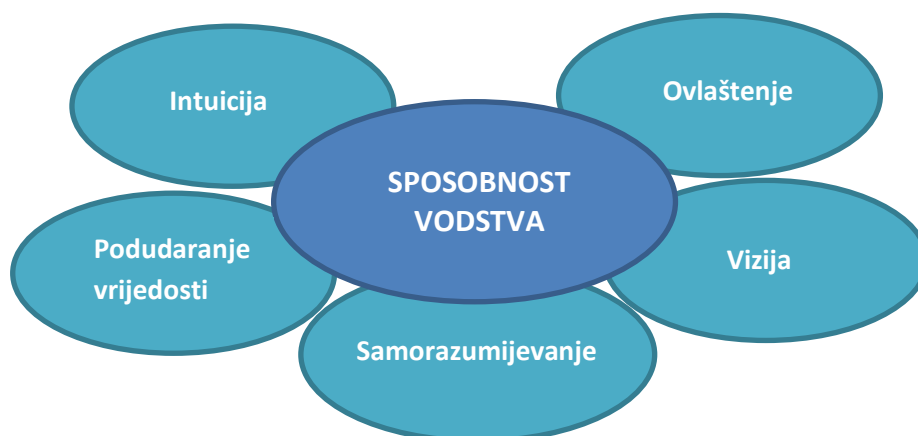 Intuicija
Ovlaštenje
SPOSOBNOST
VODSTVA
Podudaranje
vrijedosti
Vizija
Samorazumijevanje